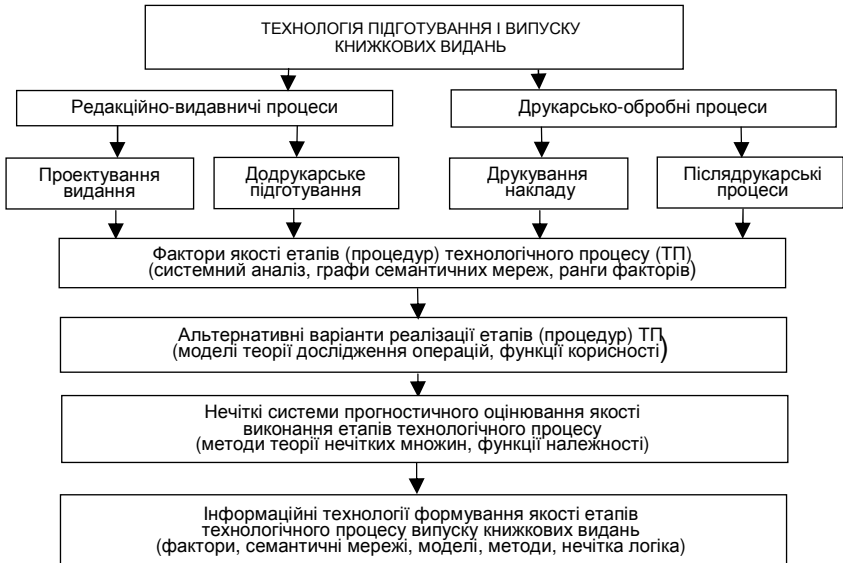 ТЕХНОЛОГІЯ ПІДГОТУВАННЯ І ВИПУСКУ
КНИЖКОВИХ ВИДАНЬ
Редакційно-видавничі процеси
Друкарсько-обробні процеси
Проектування
видання
Додрукарське
підготування
Друкування
накладу
Післядрукарські
процеси
Фактори якості етапів (процедур) технологічного процесу (ТП)
(системний аналіз, графи семантичних мереж, ранги факторів)
Альтернативні варіанти реалізації етапів (процедур) ТП
(моделі теорії дослідження операцій, функції корисності)
Нечіткі системи прогностичного оцінювання якості
виконання етапів технологічного процесу
(методи теорії нечітких множин, функції належності)
Інформаційні технології формування якості етапів
технологічного процесу випуску книжкових видань
(фактори, семантичні мережі, моделі, методи, нечітка логіка)